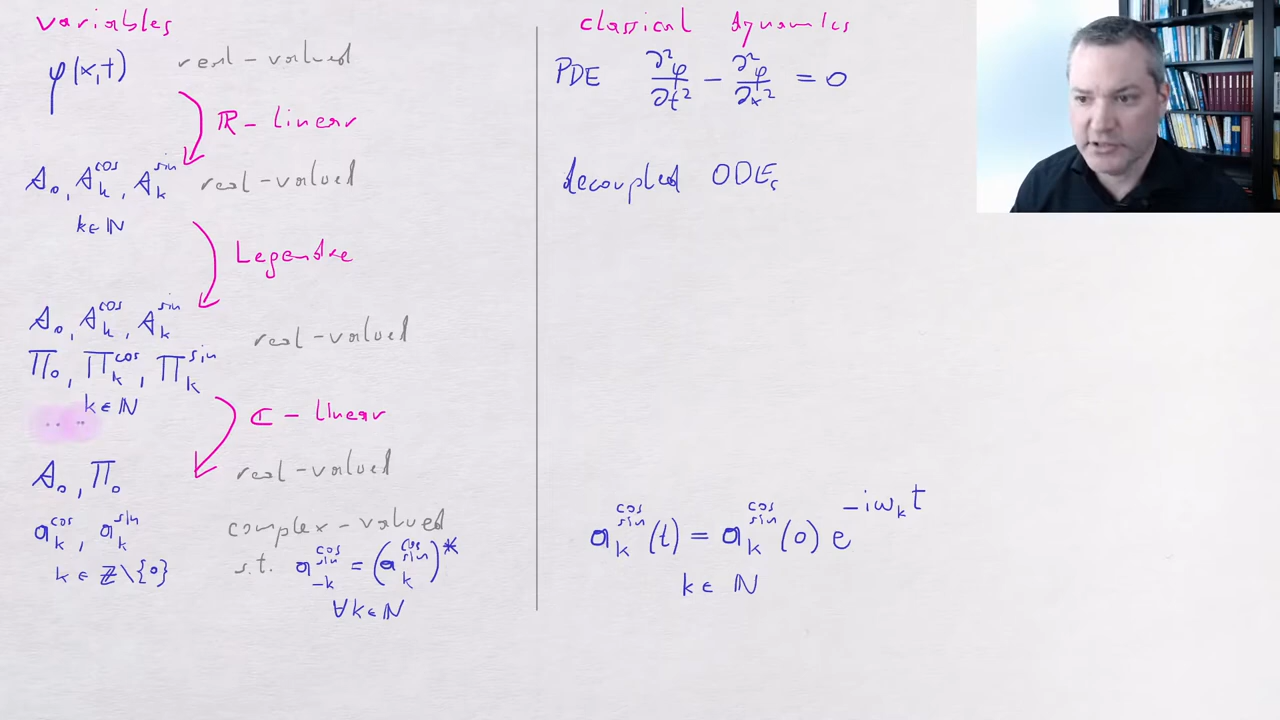 variables
φ(x,t) real-valued
ℝ-linear
A₀, A_k^cos, A_k^sin real-valued
k∈ℕ
Legendre
A₀, A_k^cos, A_k^sin
real-valued
Π₀, Π_k^cos, Π_k^sin
k∈ℕ
ℂ-linear
A₀, Π₀ real-valued
a_k^cos, a_k^sin complex-valued
k∈ℤ\{0} s.t. a_{-k}^{cos sin} = (a_k^{cos sin})*
∀k∈ℕ
classical dynamics
PDE ∂²φ/∂t² − ∂²φ/∂x² = 0
decoupled ODEs
a_k^{cos sin}(t) = a_k^{cos sin}(0) e^{-iω_k t}
k∈ℕ